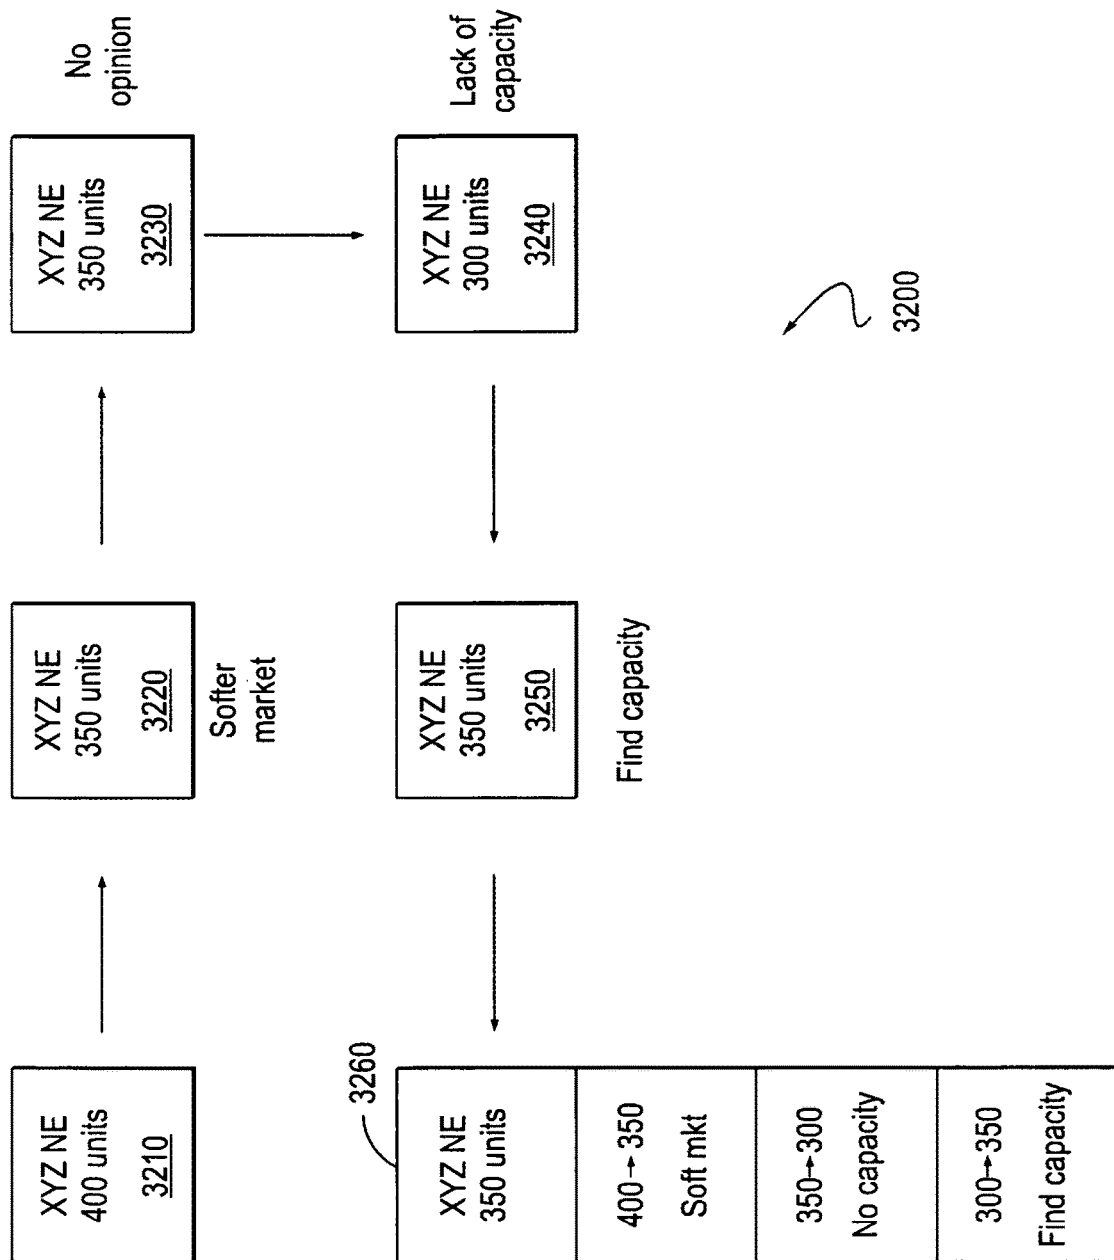 XYZ NE
400 units
3210
XYZ NE
350 units
3220
Softer
market
XYZ NE
350 units
3230
No
opinion
XYZ NE
300 units
3240
Lack of
capacity
XYZ NE
350 units
3250
Find capacity
3260
XYZ NE
350 units
400→350
Soft mkt
350→300
No capacity
300→350
Find capacity
3200